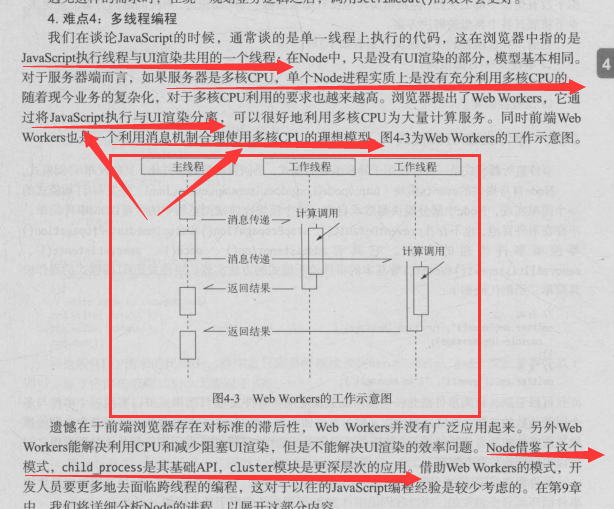 4. 难点4：多线程编程
我们在谈论JavaScript的时候，通常谈的是单一线程上执行的代码，这在浏览器中指的是
JavaScript执行线程与UI渲染共用的一个线程；在Node中，只是没有UI渲染的部分，模型基本相同。
对于服务器端而言，如果服务器是多核CPU，单个Node进程实质上是没有充分利用多核CPU的。
随着现今业务的复杂化，对于多核CPU利用的要求也越来越高。浏览器提出了Web Workers，它通
过将JavaScript执行与UI渲染分离，可以很好地利用多核CPU为大量计算服务。同时前端Web
Workers也是一个利用消息机制合理使用多核CPU的理想模型。图4-3为Web Workers的工作示意图。
4
主线程 工作线程 工作线程
消息传递 计算调用
消息传递 计算调用
返回结果
返回结果
图4-3 Web Workers的工作示意图
遗憾在于前端浏览器存在对标准的滞后性，Web Workers并没有广泛应用起来。另外Web
Workers能解决利用CPU和减少阻塞UI渲染，但是不能解决UI渲染的效率问题。Node借鉴了这个
模式，child_process是其基础API，cluster模块是更深层次的应用。借助Web Workers的模式，开
发人员要更多地去面临跨线程的编程，这对于以往的JavaScript编程经验是较少考虑的。在第9章
中，我们将详细分析Node的进程，以展开这部分内容。